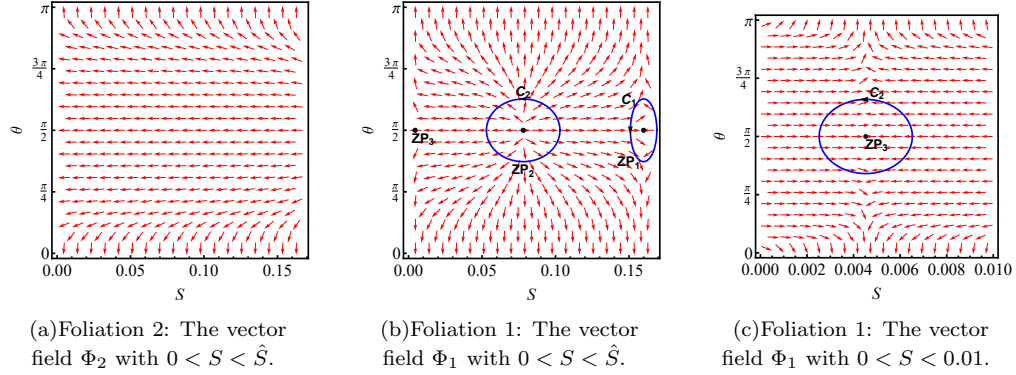 π
3π/4
θ
π/2
π/4
0
0.00 0.05 0.10 0.15
S
(a)Foliation 2: The vector
field Φ₂ with 0 < S < Ŝ.
π
3π/4
θ
π/2
π/4
0
C₂
C₁
ZP₃
ZP₂
ZP₁
0.00 0.05 0.10 0.15
S
(b)Foliation 1: The vector
field Φ₁ with 0 < S < Ŝ.
π
3π/4
θ
π/2
π/4
0
C₂
ZP₃
0.000 0.002 0.004 0.006 0.008 0.010
S
(c)Foliation 1: The vector
field Φ₁ with 0 < S < 0.01.